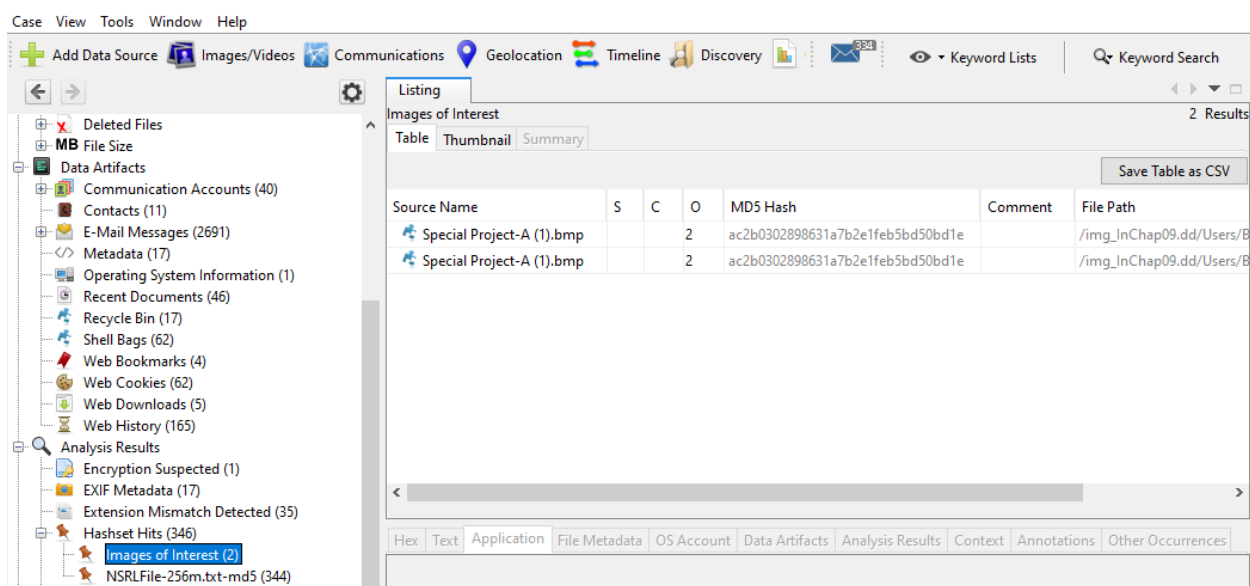 Case View Tools Window Help
Add Data Source Images/Videos Communications Geolocation Timeline Discovery 334 Keyword Lists Keyword Search
Deleted Files
MB File Size
Data Artifacts
Communication Accounts (40)
Contacts (11)
E-Mail Messages (2691)
Metadata (17)
Operating System Information (1)
Recent Documents (46)
Recycle Bin (17)
Shell Bags (62)
Web Bookmarks (4)
Web Cookies (62)
Web Downloads (5)
Web History (165)
Analysis Results
Encryption Suspected (1)
EXIF Metadata (17)
Extension Mismatch Detected (35)
Hashset Hits (346)
Images of Interest (2)
NSRLFile-256m.txt-md5 (344)
Listing
Images of Interest 2 Results
Table Thumbnail Summary
Save Table as CSV
Source Name S C O MD5 Hash Comment File Path
Special Project-A (1).bmp 2 ac2b0302898631a7b2e1feb5bd50bd1e /img_InChap09.dd/Users/B
Special Project-A (1).bmp 2 ac2b0302898631a7b2e1feb5bd50bd1e /img_InChap09.dd/Users/B
Hex Text Application File Metadata OS Account Data Artifacts Analysis Results Context Annotations Other Occurrences